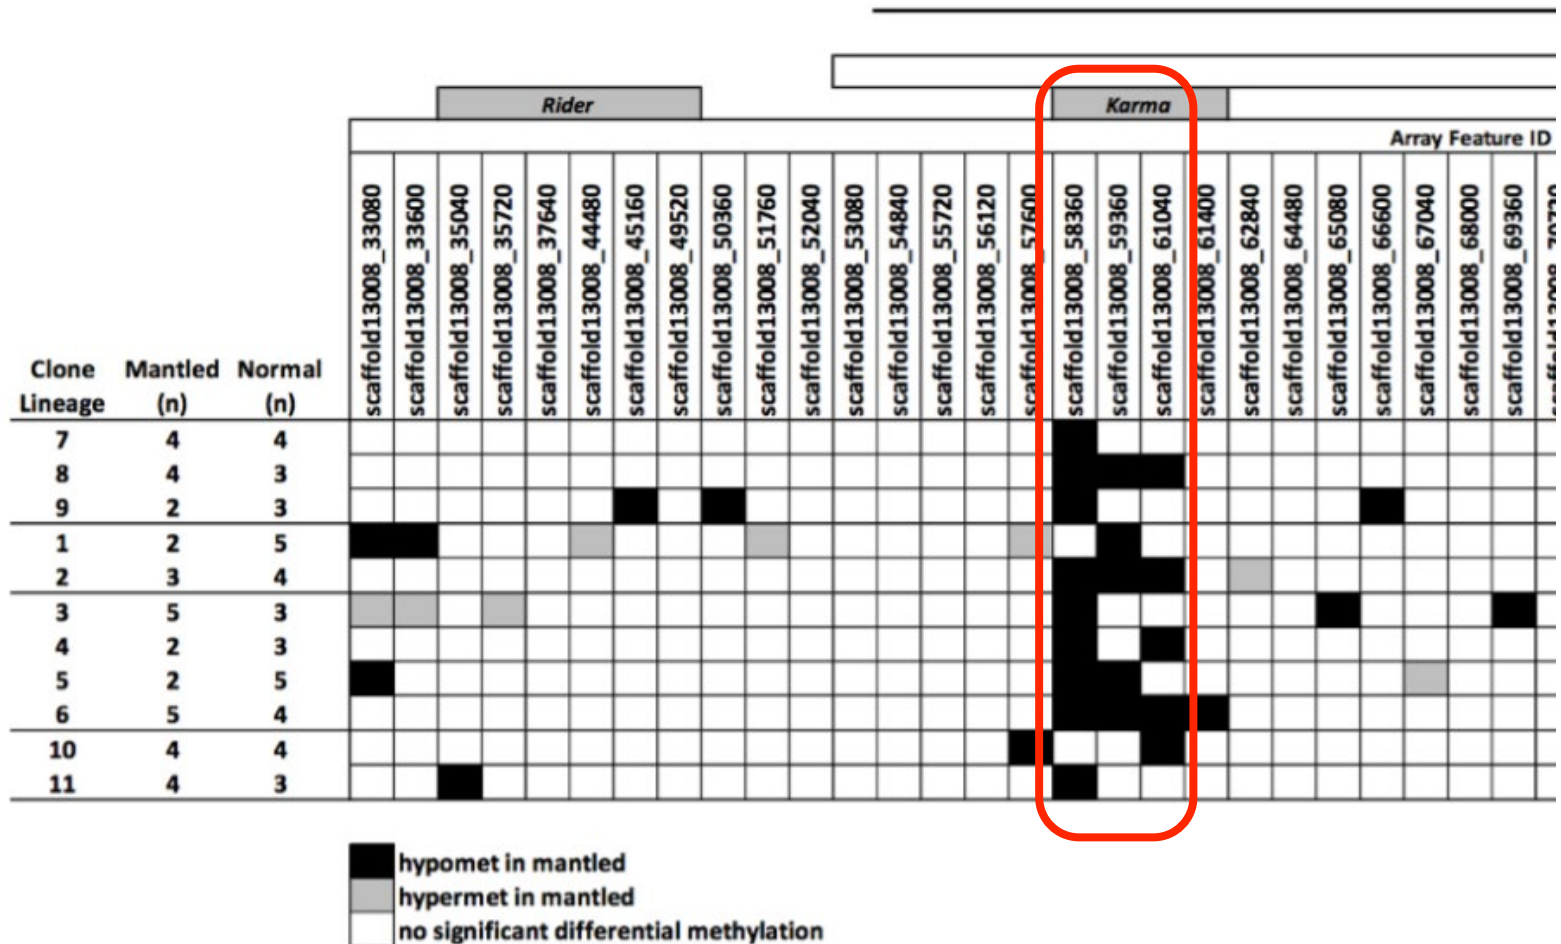 Rider Karma
Array Feature ID
scaffold13008_33080
scaffold13008_33600
scaffold13008_35040
scaffold13008_35720
scaffold13008_37640
scaffold13008_44480
scaffold13008_45160
scaffold13008_49520
scaffold13008_50360
scaffold13008_51760
scaffold13008_52040
scaffold13008_53080
scaffold13008_54840
scaffold13008_55720
scaffold13008_56120
scaffold13008_57600
scaffold13008_58360
scaffold13008_59360
scaffold13008_61040
scaffold13008_61400
scaffold13008_62840
scaffold13008_64480
scaffold13008_65080
scaffold13008_66600
scaffold13008_67040
scaffold13008_68000
scaffold13008_69360
Clone Mantled Normal
Lineage (n) (n)
7 4 4
8 4 3
9 2 3
1 2 5
2 3 4
3 5 3
4 2 3
5 2 5
6 5 4
10 4 4
11 4 3
hypomet in mantled
hypermet in mantled
no significant differential methylation